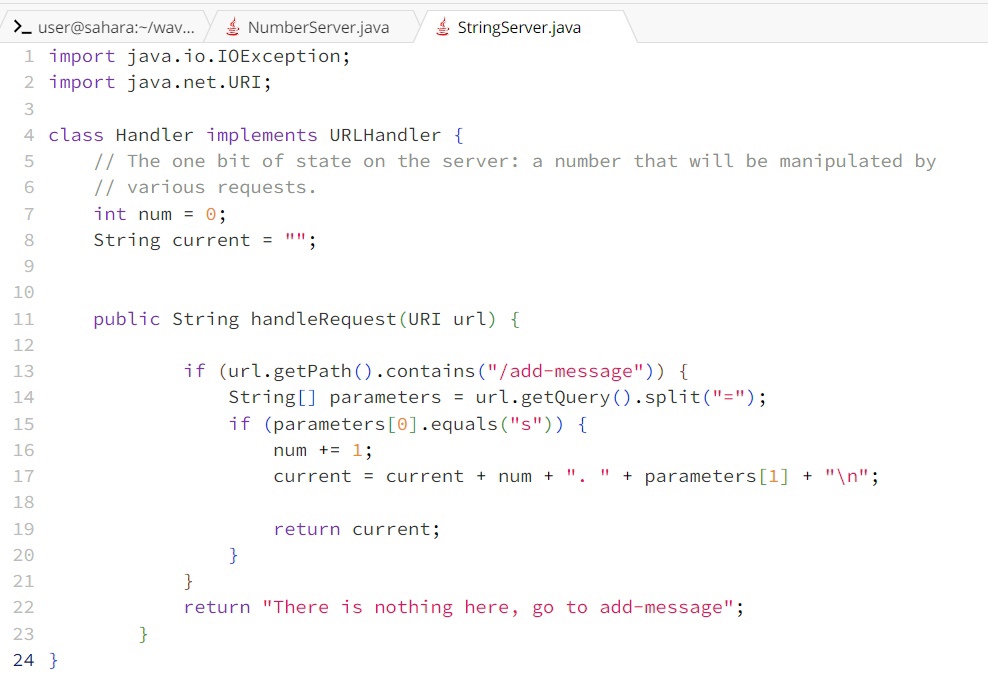 user@sahara:~/wav... NumberServer.java StringServer.java
1 import java.io.IOException;
2 import java.net.URI;
3
4 class Handler implements URLHandler {
5 // The one bit of state on the server: a number that will be manipulated by
6 // various requests.
7 int num = 0;
8 String current = "";
9
10
11 public String handleRequest(URI url) {
12
13 if (url.getPath().contains("/add-message")) {
14 String[] parameters = url.getQuery().split("=");
15 if (parameters[0].equals("s")) {
16 num += 1;
17 current = current + num + ". " + parameters[1] + "\n";
18
19 return current;
20 }
21 }
22 return "There is nothing here, go to add-message";
23 }
24 }